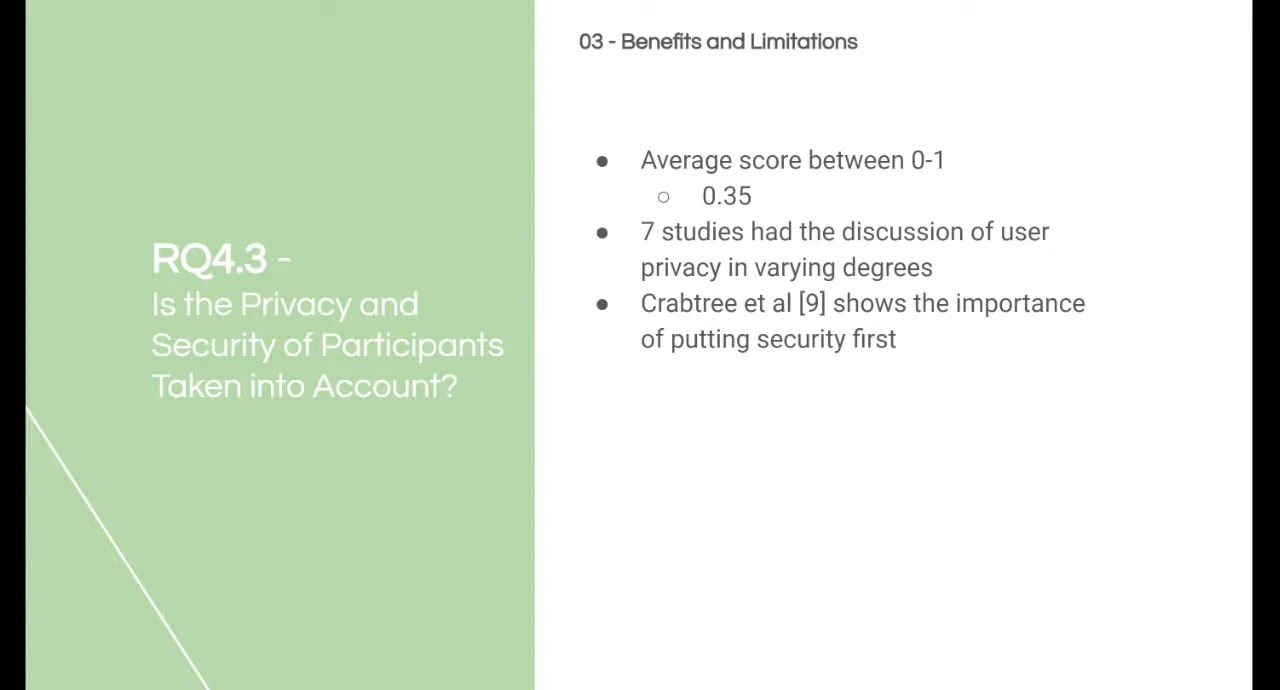 RQ4.3 -
Is the Privacy and
Security of Participants
Taken into Account?
03 - Benefits and Limitations
● Average score between 0-1
○ 0.35
● 7 studies had the discussion of user
privacy in varying degrees
● Crabtree et al [9] shows the importance
of putting security first